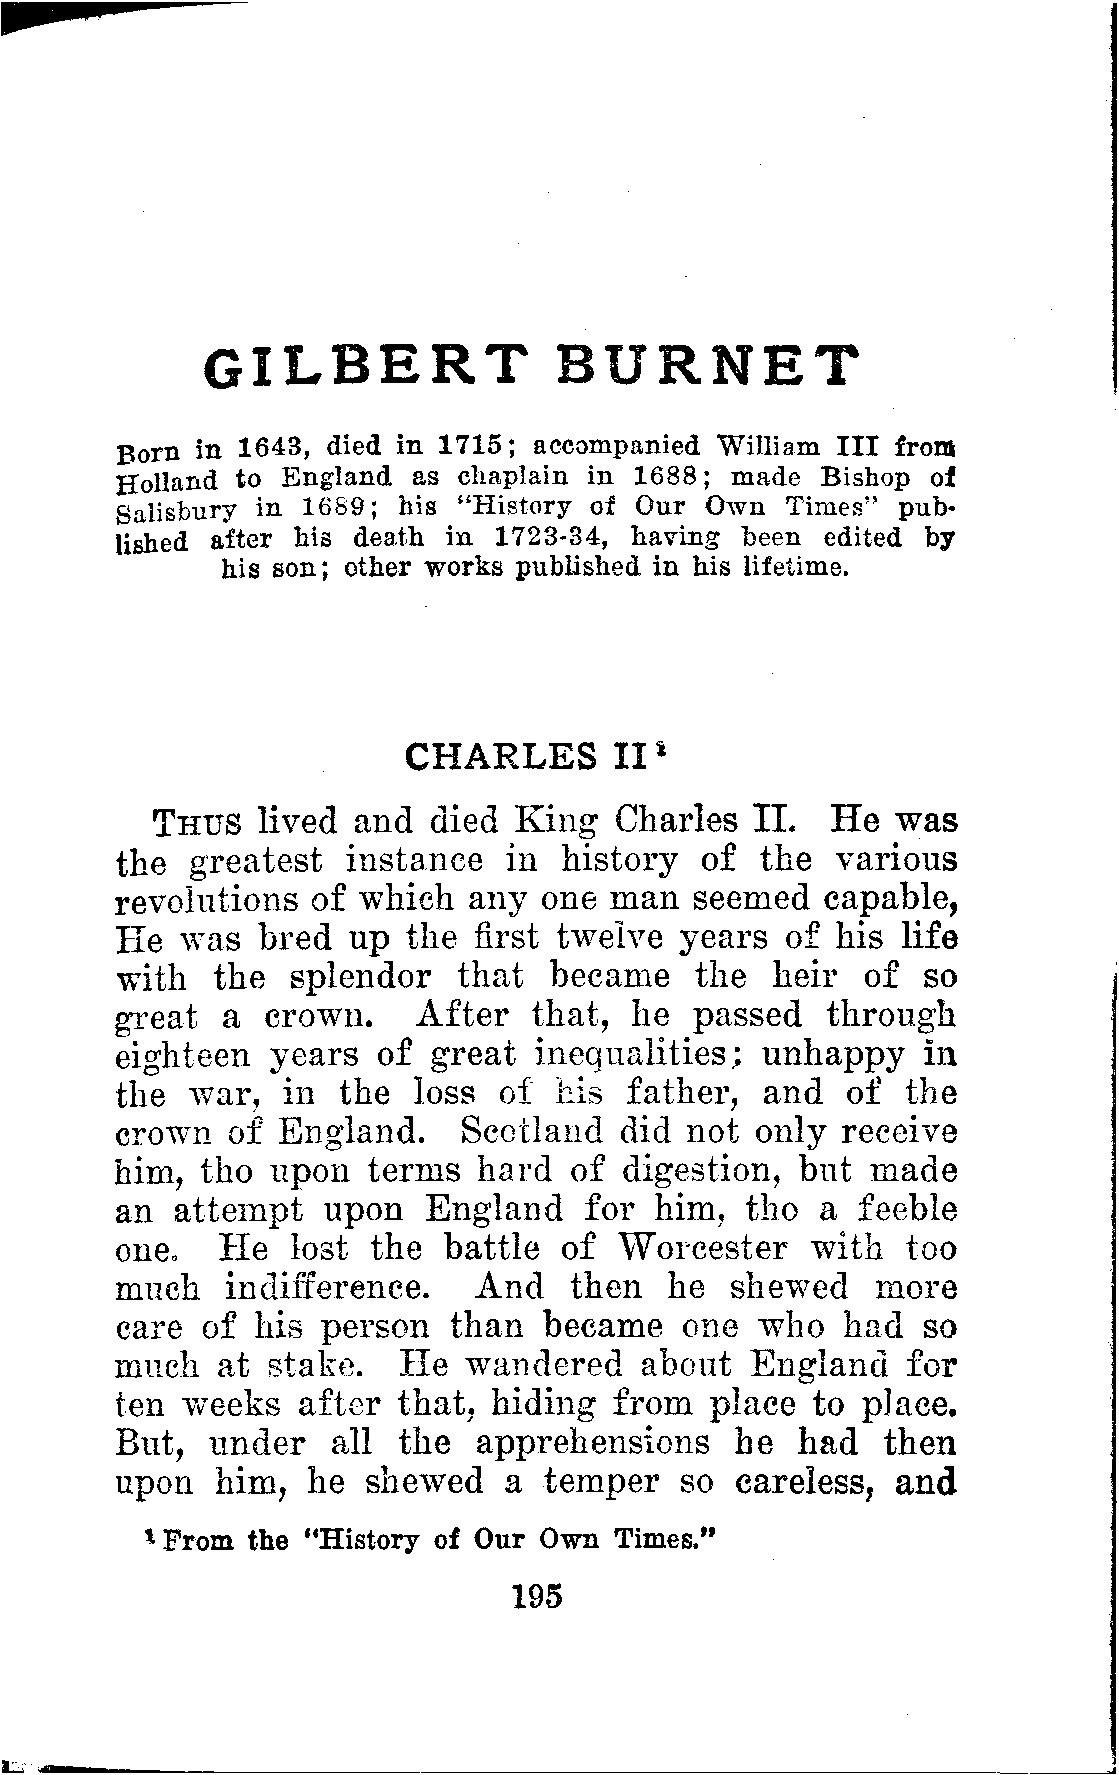 GILBERT BURNET
Born in 1643, died in 1715; accompanied William III from
Holland to England as chaplain in 1688; made Bishop of
Salisbury in 1689; his "History of Our Own Times" pub-
lished after his death in 1723-34, having been edited by
his son; other works published in his lifetime.
CHARLES II¹
THUS lived and died King Charles II. He was
the greatest instance in history of the various
revolutions of which any one man seemed capable,
He was bred up the first twelve years of his life
with the splendor that became the heir of so
great a crown. After that, he passed through
eighteen years of great inequalities; unhappy in
the war, in the loss of his father, and of the
crown of England. Scotland did not only receive
him, tho upon terms hard of digestion, but made
an attempt upon England for him, tho a feeble
one. He lost the battle of Worcester with too
much indifference. And then he shewed more
care of his person than became one who had so
much at stake. He wandered about England for
ten weeks after that, hiding from place to place.
But, under all the apprehensions he had then
upon him, he shewed a temper so careless, and
¹ From the "History of Our Own Times."
195